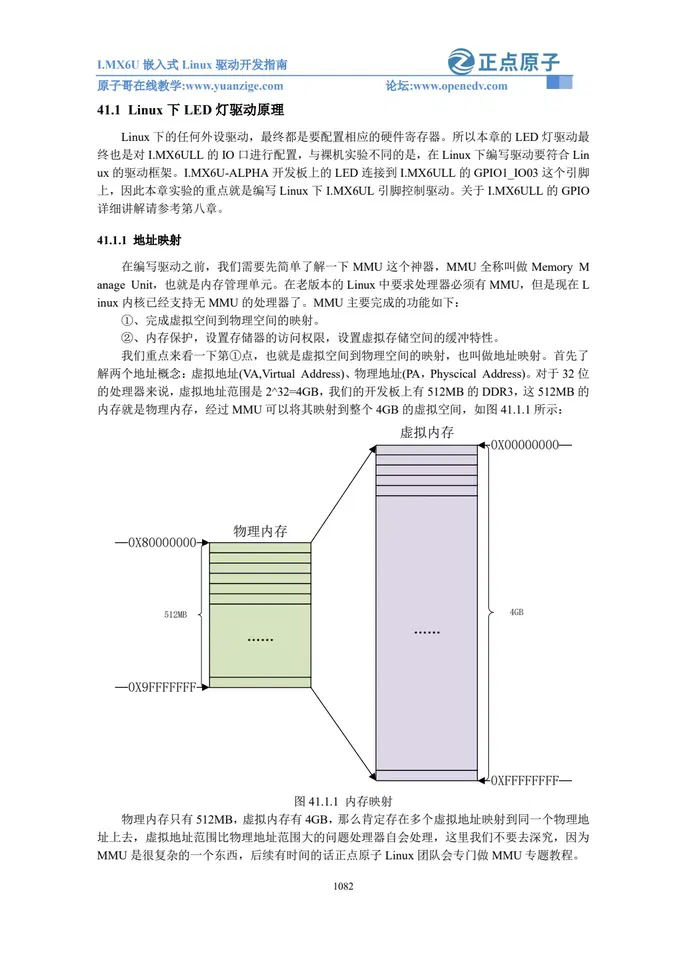 I.MX6U 嵌入式 Linux 驱动开发指南
正点原子
原子哥在线教学:www.yuanzige.com
论坛:www.openedv.com
41.1 Linux 下 LED 灯驱动原理
Linux 下的任何外设驱动，最终都是要配置相应的硬件寄存器。所以本章的 LED 灯驱动最
终也是对 I.MX6ULL 的 IO 口进行配置，与裸机实验不同的是，在 Linux 下编写驱动要符合 Lin
ux 的驱动框架。I.MX6U-ALPHA 开发板上的 LED 连接到 I.MX6ULL 的 GPIO1_IO03 这个引脚
上，因此本章实验的重点就是编写 Linux 下 I.MX6UL 引脚控制驱动。关于 I.MX6ULL 的 GPIO
详细讲解请参考第八章。
41.1.1 地址映射
在编写驱动之前，我们需要先简单了解一下 MMU 这个神器，MMU 全称叫做 Memory M
anage Unit，也就是内存管理单元。在老版本的 Linux 中要求处理器必须有 MMU，但是现在 L
inux 内核已经支持无 MMU 的处理器了。MMU 主要完成的功能如下：
①、完成虚拟空间到物理空间的映射。
②、内存保护，设置存储器的访问权限，设置虚拟存储空间的缓冲特性。
我们重点来看一下第①点，也就是虚拟空间到物理空间的映射，也叫做地址映射。首先了
解两个地址概念：虚拟地址(VA,Virtual Address)、物理地址(PA，Physcical Address)。对于 32 位
的处理器来说，虚拟地址范围是 2^32=4GB，我们的开发板上有 512MB 的 DDR3，这 512MB 的
内存就是物理内存，经过 MMU 可以将其映射到整个 4GB 的虚拟空间，如图 41.1.1 所示：
虚拟内存
0X00000000
物理内存
0X80000000
512MB
4GB
……
……
0X9FFFFFFF
0XFFFFFFFF
图 41.1.1 内存映射
物理内存只有 512MB，虚拟内存有 4GB，那么肯定存在多个虚拟地址映射到同一个物理地
址上去，虚拟地址范围比物理地址范围大的问题处理器自会处理，这里我们不要去深究，因为
MMU 是很复杂的一个东西，后续有时间的话正点原子 Linux 团队会专门做 MMU 专题教程。
1082